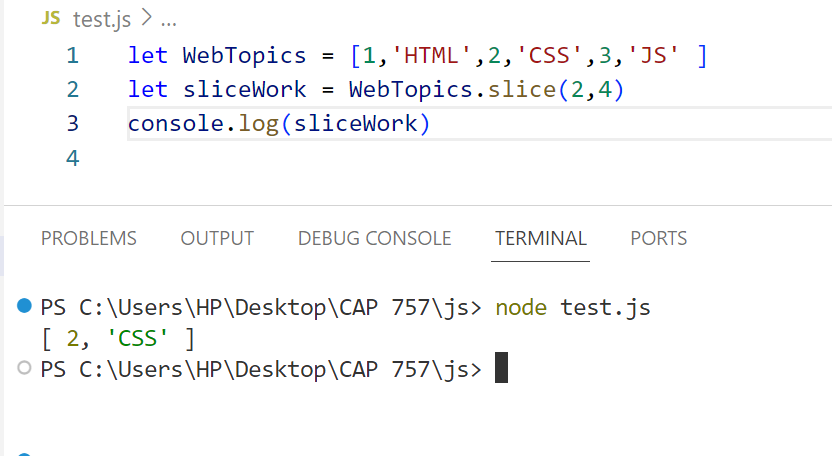 JS test.js > ...
1 let WebTopics = [1,'HTML',2,'CSS',3,'JS' ]
2 let sliceWork = WebTopics.slice(2,4)
3 console.log(sliceWork)
4
PROBLEMS OUTPUT DEBUG CONSOLE TERMINAL PORTS
PS C:\Users\HP\Desktop\CAP 757\js> node test.js
[ 2, 'CSS' ]
PS C:\Users\HP\Desktop\CAP 757\js>